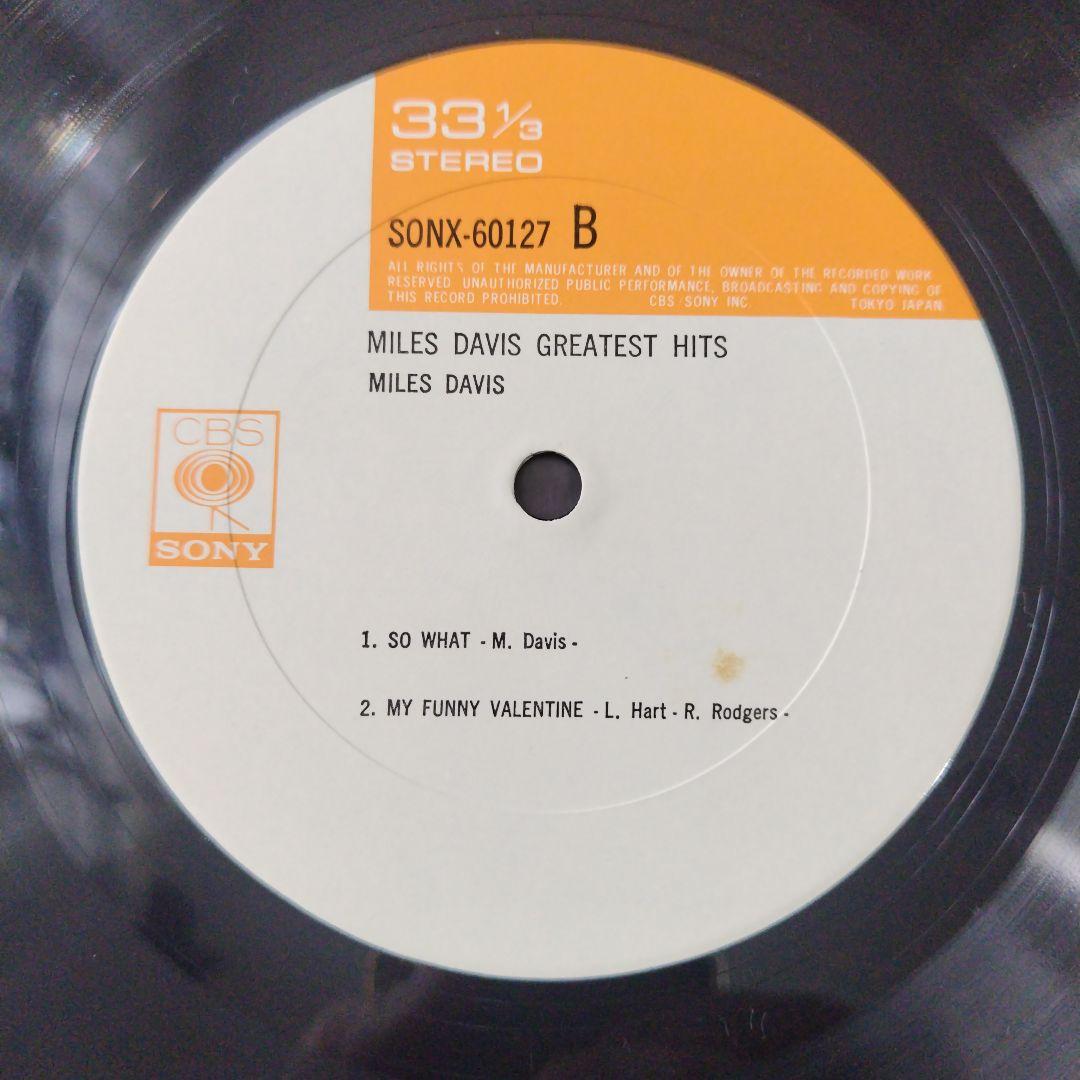 33 1/3
STEREO
SONX-60127 B
ALL RIGHTS OF THE MANUFACTURER AND OF THE OWNER OF THE RECORDED WORK
RESERVED UNAUTHORIZED PUBLIC PERFORMANCE, BROADCASTING AND COPYING OF
THIS RECORD PROHIBITED. CBS/SONY INC. TOKYO JAPAN
MILES DAVIS GREATEST HITS
MILES DAVIS
CBS
SONY
1. SO WHAT - M. Davis -
2. MY FUNNY VALENTINE - L. Hart - R. Rodgers -